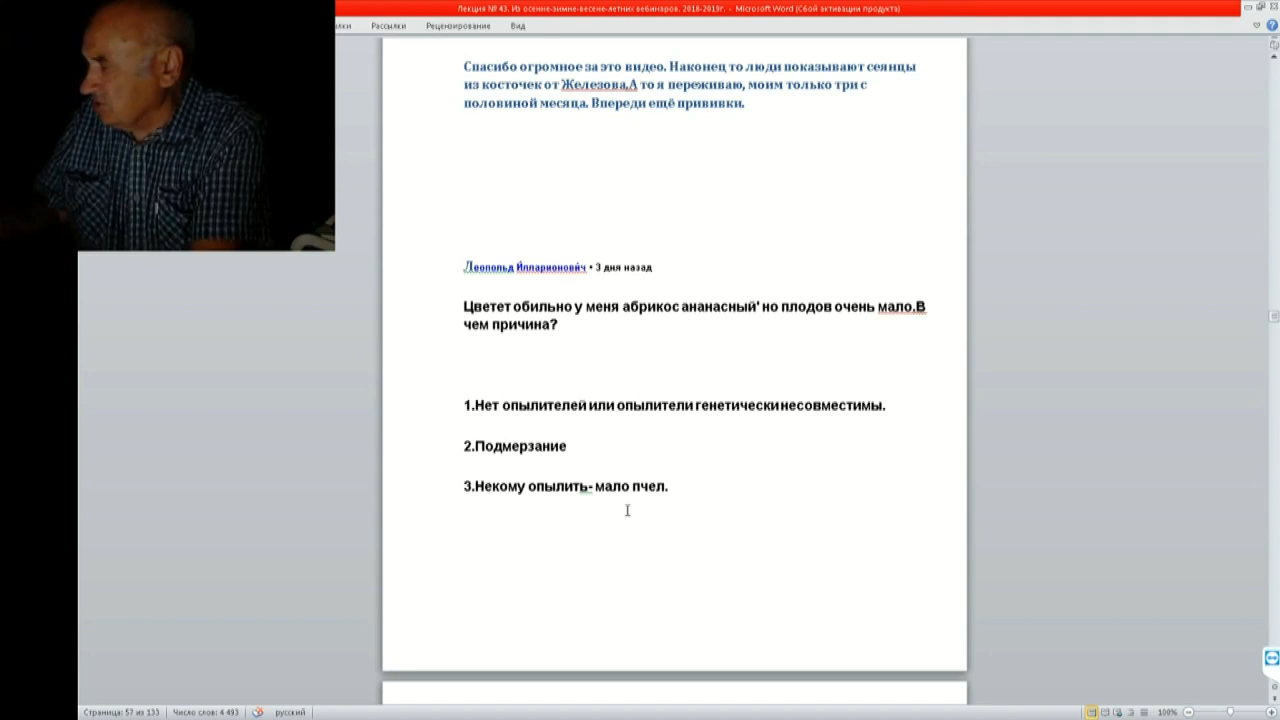 Лекция № 43. Из осенне-зимне-весене-летних вебинаров. 2018-2019г. - Microsoft Word (Сбой активации продукта)
Рассылки Рецензирование Вид
Спасибо огромное за это видео. Наконец то люди показывают сеянцы
из косточек от Железова.А то я переживаю, моим только три с
половиной месяца. Впереди ещё прививки.
Леопольд Илларионович • 3 дня назад
Цветет обильно у меня абрикос ананасный' но плодов очень мало.В
чем причина?
1.Нет опылителей или опылители генетически несовместимы.
2.Подмерзание
3.Некому опылить- мало пчел.
Страница: 57 из 133 Число слов: 4 493 русский 100%